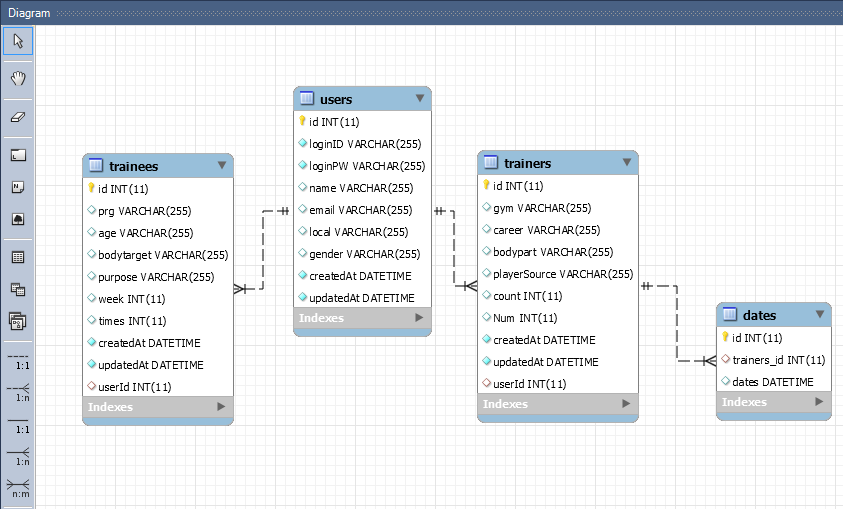 Diagram
1:1
1:n
1:1
1:n
n:m
trainees
id INT(11)
prg VARCHAR(255)
age VARCHAR(255)
bodytarget VARCHAR(255)
purpose VARCHAR(255)
week INT(11)
times INT(11)
createdAt DATETIME
updatedAt DATETIME
userId INT(11)
Indexes
users
id INT(11)
loginID VARCHAR(255)
loginPW VARCHAR(255)
name VARCHAR(255)
email VARCHAR(255)
local VARCHAR(255)
gender VARCHAR(255)
createdAt DATETIME
updatedAt DATETIME
Indexes
trainers
id INT(11)
gym VARCHAR(255)
career VARCHAR(255)
bodypart VARCHAR(255)
playerSource VARCHAR(255)
count INT(11)
Num INT(11)
createdAt DATETIME
updatedAt DATETIME
userId INT(11)
Indexes
dates
id INT(11)
trainers_id INT(11)
dates DATETIME
Indexes